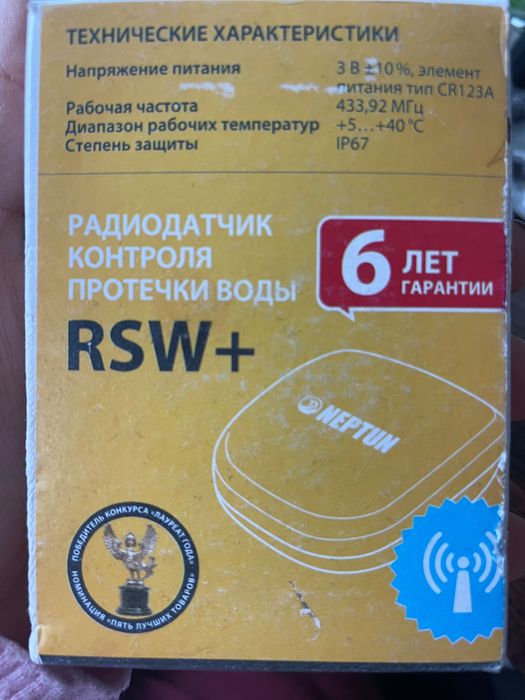 ТЕХНИЧЕСКИЕ ХАРАКТЕРИСТИКИ
Напряжение питания 3 В ±10 %, элемент
питания тип CR123A
Рабочая частота 433,92 МГц
Диапазон рабочих температур +5…+40 °C
Степень защиты IP67
РАДИОДАТЧИК
КОНТРОЛЯ
ПРОТЕЧКИ ВОДЫ
RSW+
6 ЛЕТ
ГАРАНТИИ
NEPTUN
ПОБЕДИТЕЛЬ КОНКУРСА «ЛАУРЕАТ ГОДА»
НОМИНАЦИЯ «ПЯТЬ ЛУЧШИХ ТОВАРОВ»